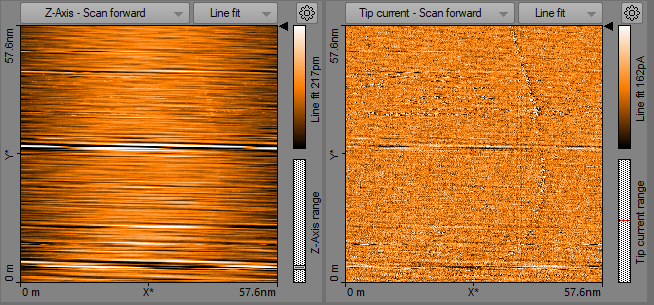 Z-Axis - Scan forward
Line fit
57.6nm
Y*
0 m
0 m
X*
57.6nm
Line fit 217pm
Z-Axis range
Tip current - Scan forward
Line fit
57.6nm
Y*
0 m
0 m
X*
57.6nm
Line fit 162pA
Tip current range